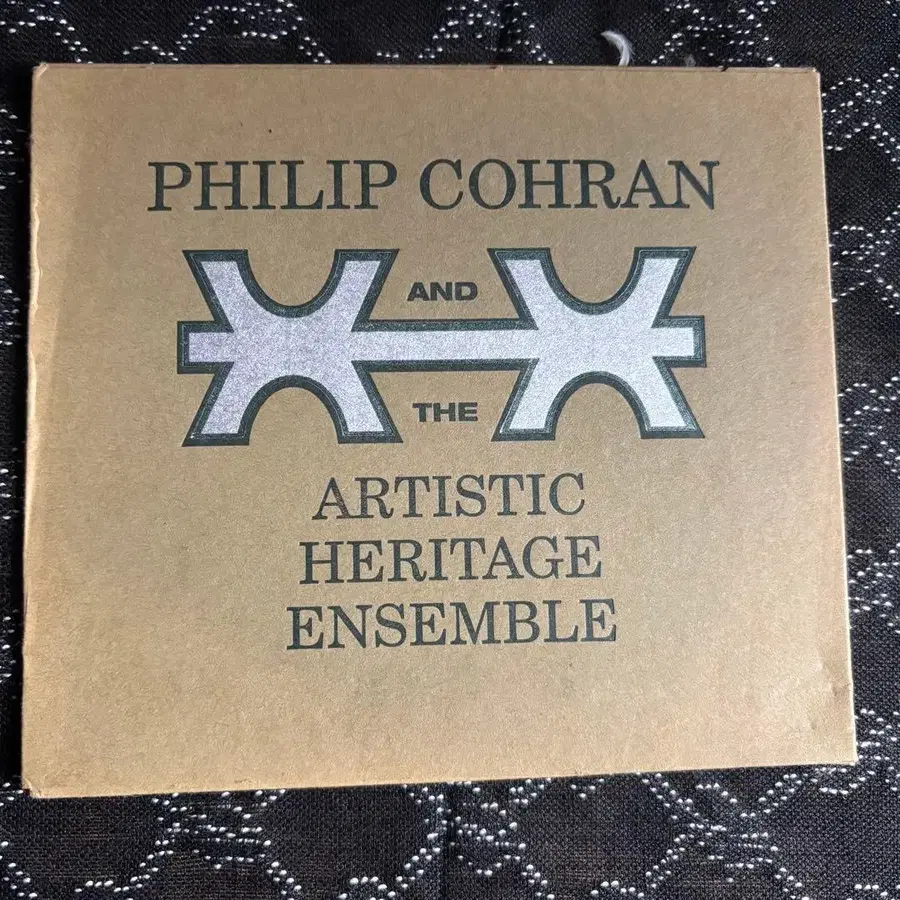 PHILIP COHRAN
AND
THE
ARTISTIC
HERITAGE
ENSEMBLE